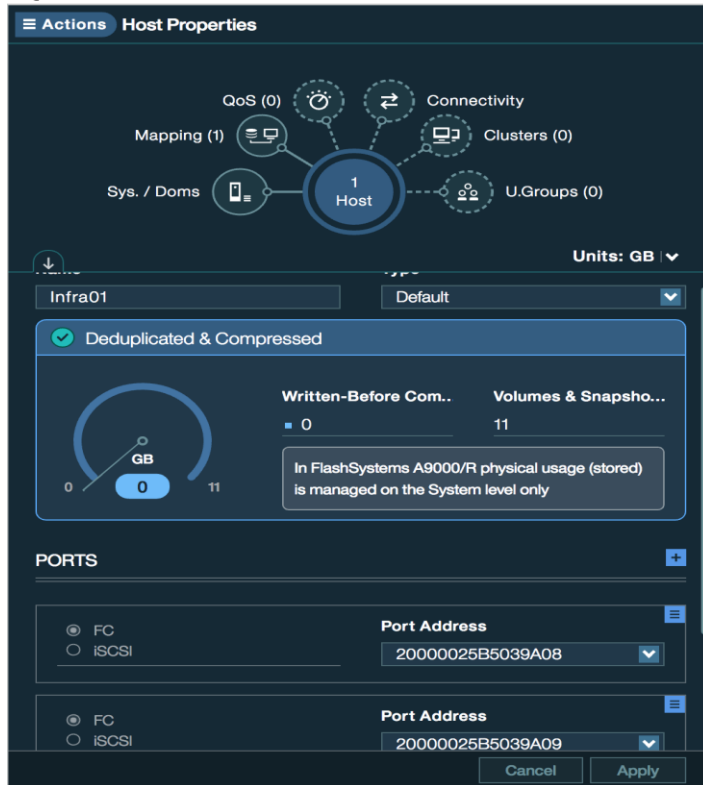 Actions Host Properties
QoS (0) Connectivity
Mapping (1) Clusters (0)
Sys. / Doms 1 Host U.Groups (0)
Units: GB
Infra01 Default
Deduplicated & Compressed
Written-Before Com.. Volumes & Snapsho...
0 11
GB
0 0 11
In FlashSystems A9000/R physical usage (stored)
is managed on the System level only
PORTS
FC Port Address
iSCSI 20000025B5039A08
FC Port Address
iSCSI 20000025B5039A09
Cancel Apply